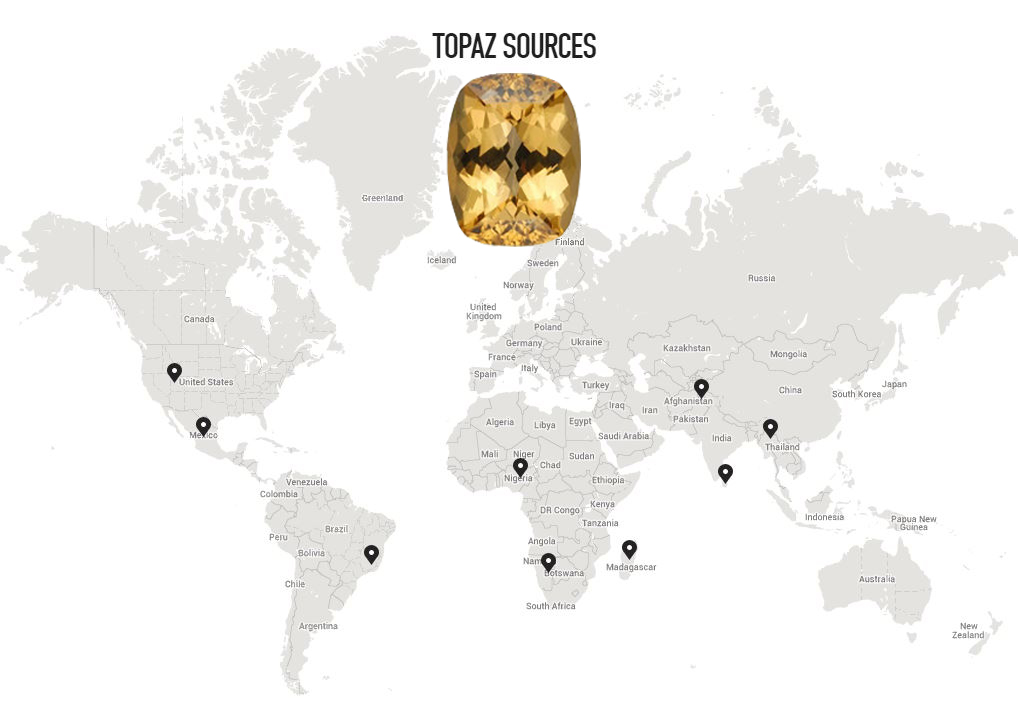 TOPAZ SOURCES
Greenland
Finland
Iceland
Sweden
Russia
Norway
United
Kingdom
Canada
Poland
Germany
Ukraine
Kazakhstan
Mongolia
France
Italy
Spain
United States
Turkey
China
Japan
South Korea
Afghanistan
Iraq
Iran
Pakistan
Algeria
Libya
Egypt
Saudi Arabia
India
Mexico
Thailand
Mali
Niger
Chad
Sudan
Nigeria
Ethiopia
Venezuela
Colombia
Kenya
DR Congo
Tanzania
Indonesia
Papua New
Guinea
Brazil
Peru
Angola
Bolivia
Nam
Madagascar
Botswana
Australia
Chile
South Africa
Argentina
New
Zealand